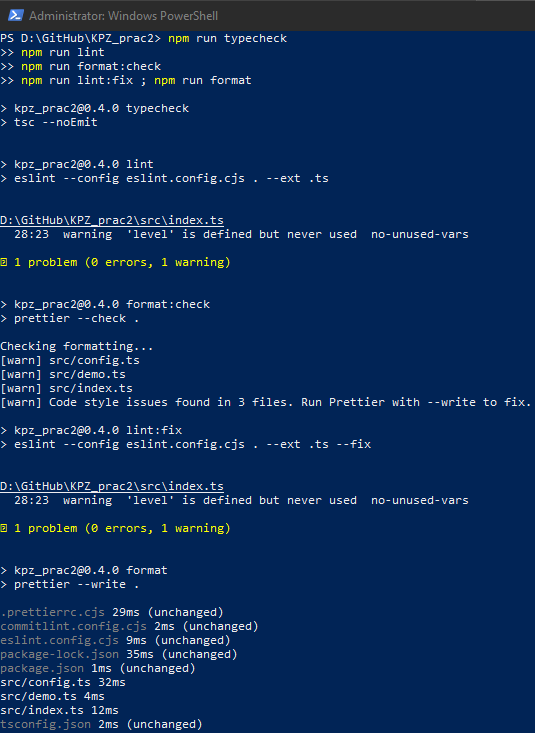 Administrator: Windows PowerShell
PS D:\GitHub\KPZ_prac2> npm run typecheck
>> npm run lint
>> npm run format:check
>> npm run lint:fix ; npm run format

> kpz_prac2@0.4.0 typecheck
> tsc --noEmit

> kpz_prac2@0.4.0 lint
> eslint --config eslint.config.cjs . --ext .ts

D:\GitHub\KPZ_prac2\src\index.ts
  28:23  warning  'level' is defined but never used  no-unused-vars

1 problem (0 errors, 1 warning)

> kpz_prac2@0.4.0 format:check
> prettier --check .

Checking formatting...
[warn] src/config.ts
[warn] src/demo.ts
[warn] src/index.ts
[warn] Code style issues found in 3 files. Run Prettier with --write to fix.

> kpz_prac2@0.4.0 lint:fix
> eslint --config eslint.config.cjs . --ext .ts --fix

D:\GitHub\KPZ_prac2\src\index.ts
  28:23  warning  'level' is defined but never used  no-unused-vars

1 problem (0 errors, 1 warning)

> kpz_prac2@0.4.0 format
> prettier --write .

.prettierrc.cjs 29ms (unchanged)
commitlint.config.cjs 2ms (unchanged)
eslint.config.cjs 9ms (unchanged)
package-lock.json 35ms (unchanged)
package.json 1ms (unchanged)
src/config.ts 32ms
src/demo.ts 4ms
src/index.ts 12ms
tsconfig.json 2ms (unchanged)